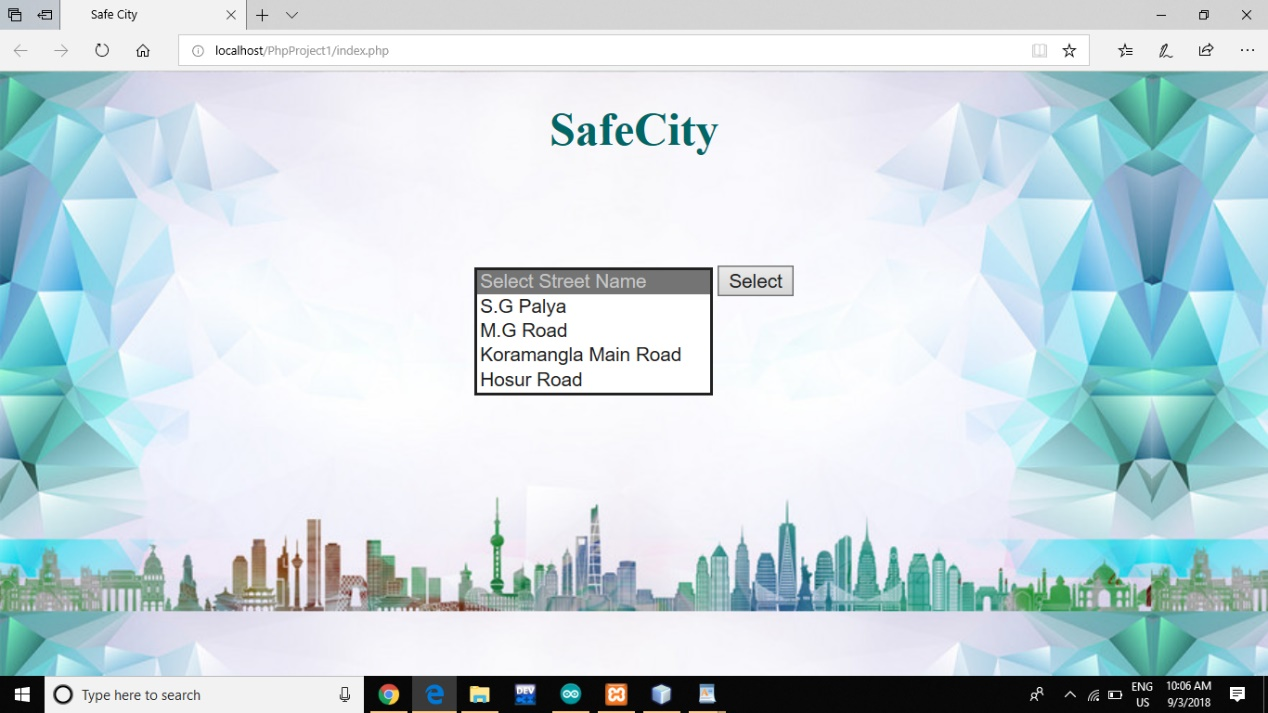 Safe City
localhost/PhpProject1/index.php
SafeCity
Select Street Name
Select
S.G Palya
M.G Road
Koramangla Main Road
Hosur Road
Type here to search
DEV
C++
ENG
US
10:06 AM
9/3/2018